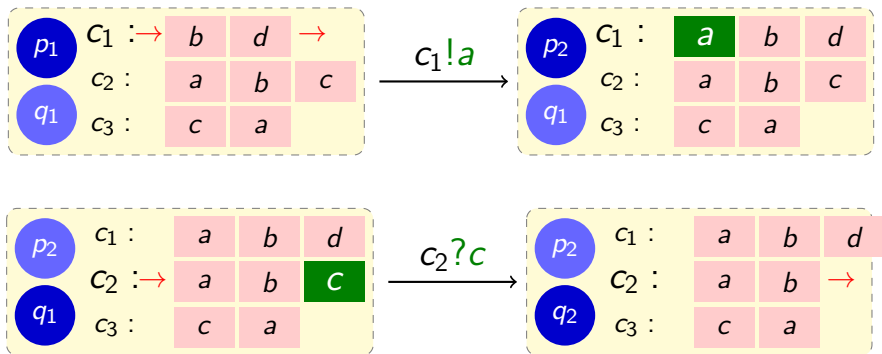 p₁ c₁ :→ b d →
c₂ : a b c
q₁ c₃ : c a
c₁!a
p₂ c₁ : a b d
c₂ : a b c
q₁ c₃ : c a
p₂ c₁ : a b d
c₂ :→ a b c
q₁ c₃ : c a
c₂?c
p₂ c₁ : a b d
c₂ : a b →
q₂ c₃ : c a